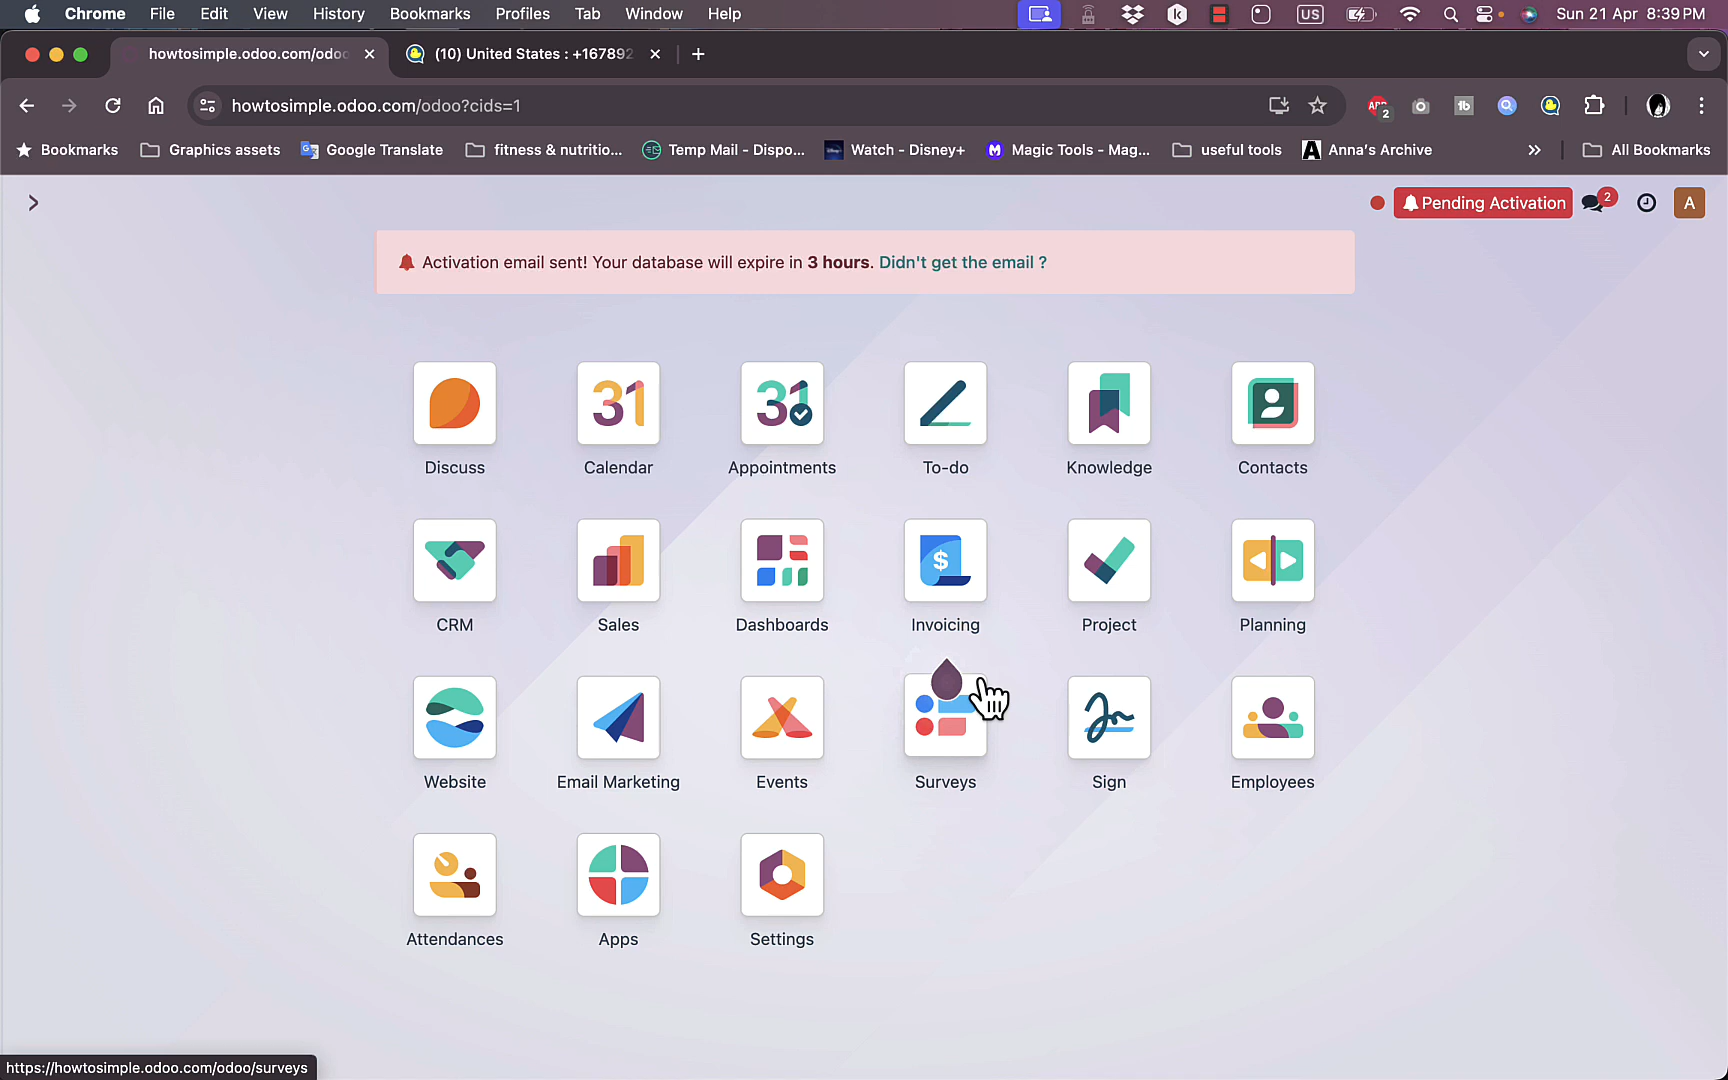 Chrome File Edit View History Bookmarks Profiles Tab Window Help US Sun 21 Apr 8:39 PM
howtosimple.odoo.com/odoo (10) United States : +167892
howtosimple.odoo.com/odoo?cids=1 ABP 2 tb
Bookmarks Graphics assets Google Translate fitness & nutritio... Temp Mail - Dispo... Watch - Disney+ Magic Tools - Mag... useful tools Anna's Archive All Bookmarks
Pending Activation 2 A
Activation email sent! Your database will expire in 3 hours. Didn't get the email ?
31 31 $
Discuss Calendar Appointments To-do Knowledge Contacts
CRM Sales Dashboards Invoicing Project Planning
Website Email Marketing Events Surveys Sign Employees
Attendances Apps Settings
https://howtosimple.odoo.com/odoo/surveys